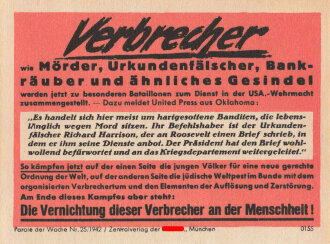 Verbrecher
wie Mörder, Urkundenfälscher, Bank-
räuber und ähnliches Gesindel
werden jetzt zu besonderen Bataillonen zum Dienst in der USA.-Wehrmacht
zusammengestellt. — Dazu meldet United Press aus Oklahoma:
„Es handelt sich hier meist um hartgesottene Banditen, die lebens-
länglich wegen Mord sitzen. Ihr Befehlshaber ist der Urkunden-
fälscher Richard Harrison, der an Roosevelt einen Brief schrieb, in
dem er ihm seine Dienste anbot. Der Präsident hat den Brief wohl-
wollend befürwortet und an das Kriegsdepartement weitergeleitet.“
So kämpfen jetzt auf der einen Seite die jungen Völker für eine neue gerechte
Ordnung der Welt, auf der anderen Seite die jüdische Weltpest im Bunde mit dem
organisierten Verbrechertum und den Elementen der Auflösung und Zerstörung.
Am Ende dieses Kampfes aber steht:
Die Vernichtung dieser Verbrecher an der Menschheit!
Parole der Woche Nr. 25/1942 / Zentralverlag der München 0155